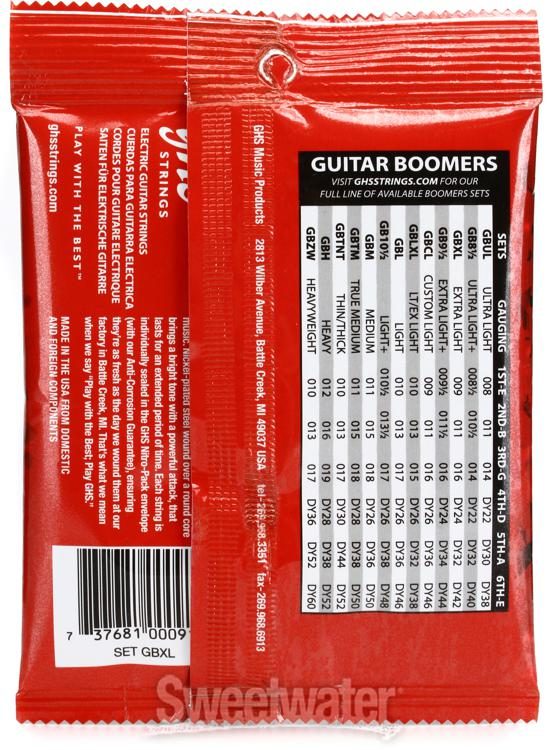 GUITAR BOOMERS
VISIT GHSSTRINGS.COM FOR OUR
FULL LINE OF AVAILABLE BOOMERS SETS
SETS GAUGING 1ST-E 2ND-B 3RD-G 4TH-D 5TH-A 6TH-E
GBUL ULTRA LIGHT 008 010 014 DY22 DY30 DY38
GB8½ ULTRA LIGHT+ 008½ 010½ DY22 DY32 DY40
GBXL EXTRA LIGHT 009 011 016 DY24 DY32 DY42
GB9½ EXTRA LIGHT+ 009½ 011½ 016 DY24 DY34 DY44
GBCL CUSTOM LIGHT 009 011 016 DY26 DY36 DY46
GBLXL LT/EX LIGHT 010 013 015 DY26 DY32 DY38
GBL LIGHT 010 013 017 DY26 DY36 DY46
GB10½ LIGHT+ 010½ 013½ 017 DY26 DY38 DY48
GBM MEDIUM 011 015 018 DY26 DY36 DY50
GBTM TRUE MEDIUM 011 015 018 DY28 DY38 DY50
GBTNT THIN/THICK 010 013 017 DY30 DY44 DY52
GBH HEAVY 012 016 019 DY28 DY38 DY52
GBZW HEAVYWEIGHT 010 013 017 DY36 DY52 DY60
GHS Music Products 2813 Wilber Avenue, Battle Creek, MI 49037 USA tel- 269.968.3351 fax- 269.968.6913
ghs
STRINGS
ELECTRIC GUITAR STRINGS
CUERDAS PARA GUITARRA ELECTRICA
CORDES POUR GUITARE ELECTRIQUE
SAITEN FÜR ELEKTRISCHE GITARRE
PLAY WITH THE BEST™
ghsstrings.com
music. Nickel-plated steel wound over a round core
brings a bright tone with a powerful attack, that
lasts for an extended period of time. Each string is
individually sealed in the GHS Nitro-Pack envelope
(with our Anti-Corrosion Guarantee), ensuring
they're as fresh as the day we wound them at our
factory in Battle Creek, MI. That's what we mean
when we say "Play with the Best; Play GHS."
MADE IN THE USA FROM DOMESTIC
AND FOREIGN COMPONENTS
7 37681 0009
SET GBXL
Sweetwater